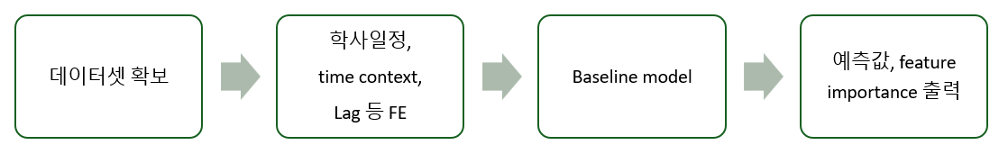 데이터셋 확보
학사일정,
time context,
Lag 등 FE
Baseline model
예측값, feature
importance 출력